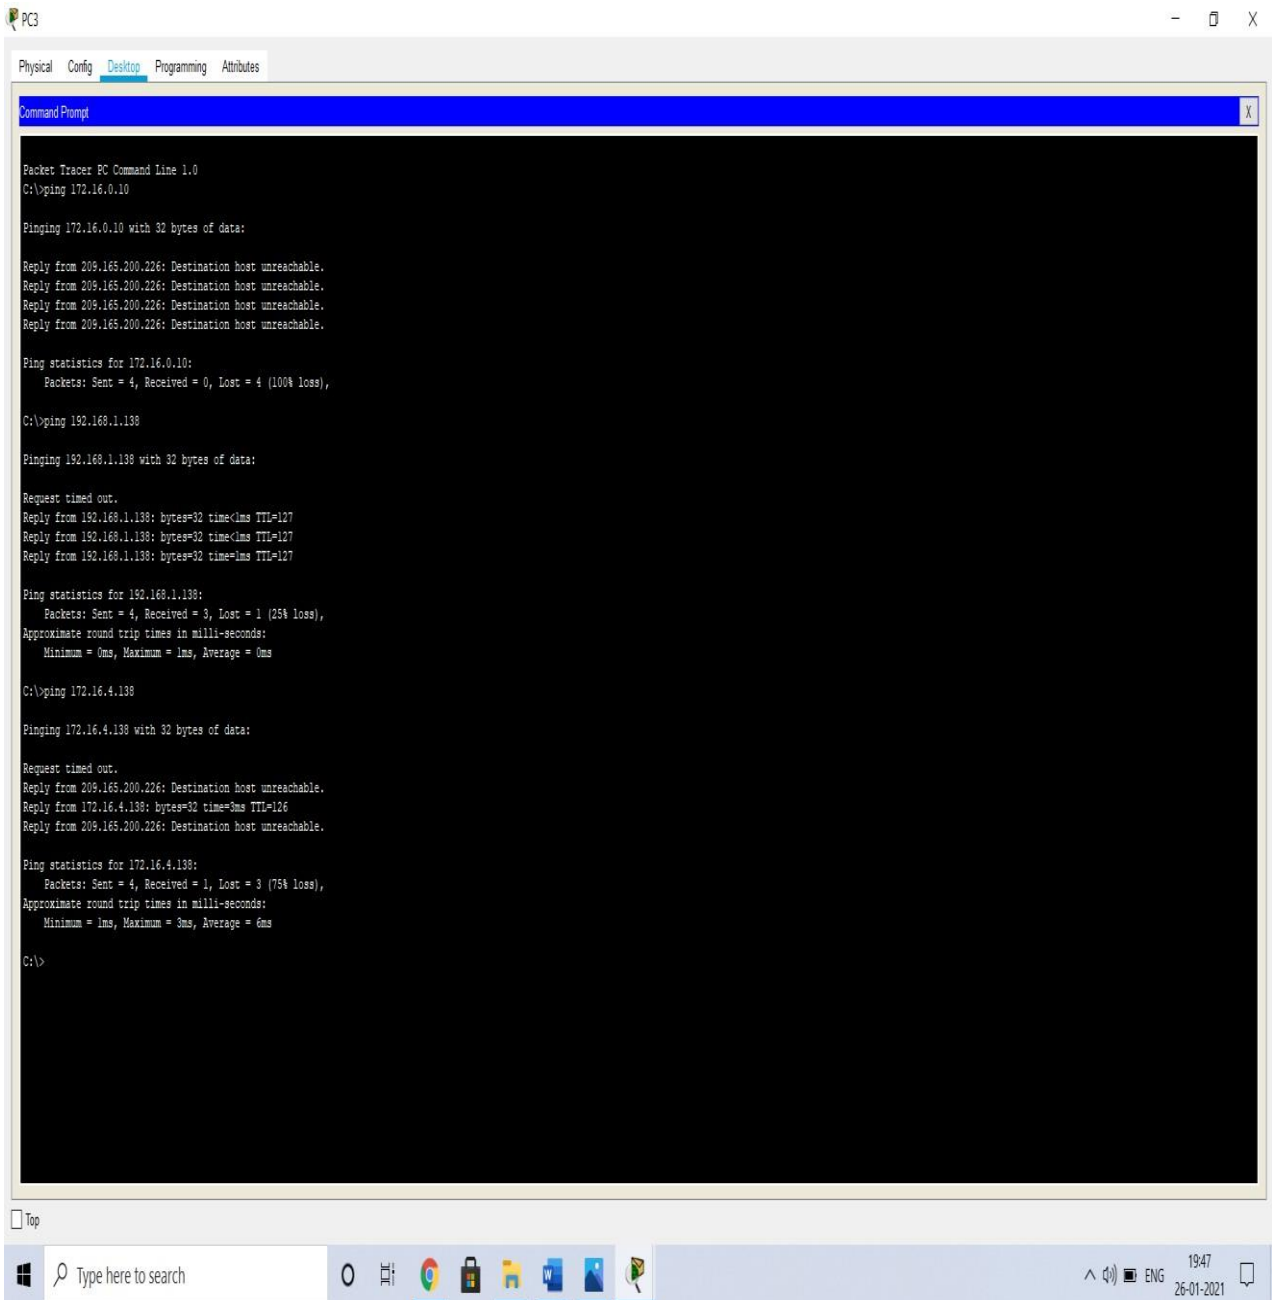 PC3
Physical Config Desktop Programming Attributes
Command Prompt X
Packet Tracer PC Command Line 1.0
C:\>ping 172.16.0.10
Pinging 172.16.0.10 with 32 bytes of data:
Reply from 209.165.200.226: Destination host unreachable.
Reply from 209.165.200.226: Destination host unreachable.
Reply from 209.165.200.226: Destination host unreachable.
Reply from 209.165.200.226: Destination host unreachable.
Ping statistics for 172.16.0.10:
Packets: Sent = 4, Received = 0, Lost = 4 (100% loss),
C:\>ping 192.168.1.138
Pinging 192.168.1.138 with 32 bytes of data:
Request timed out.
Reply from 192.168.1.138: bytes=32 time<1ms TTL=127
Reply from 192.168.1.138: bytes=32 time<1ms TTL=127
Reply from 192.168.1.138: bytes=32 time=1ms TTL=127
Ping statistics for 192.168.1.138:
Packets: Sent = 4, Received = 3, Lost = 1 (25% loss),
Approximate round trip times in milli-seconds:
Minimum = 0ms, Maximum = 1ms, Average = 0ms
C:\>ping 172.16.4.138
Pinging 172.16.4.138 with 32 bytes of data:
Request timed out.
Reply from 209.165.200.226: Destination host unreachable.
Reply from 172.16.4.138: bytes=32 time=3ms TTL=126
Reply from 209.165.200.226: Destination host unreachable.
Ping statistics for 172.16.4.138:
Packets: Sent = 4, Received = 1, Lost = 3 (75% loss),
Approximate round trip times in milli-seconds:
Minimum = 1ms, Maximum = 3ms, Average = 6ms
C:\>
Top
Type here to search
ENG
19:47
26-01-2021